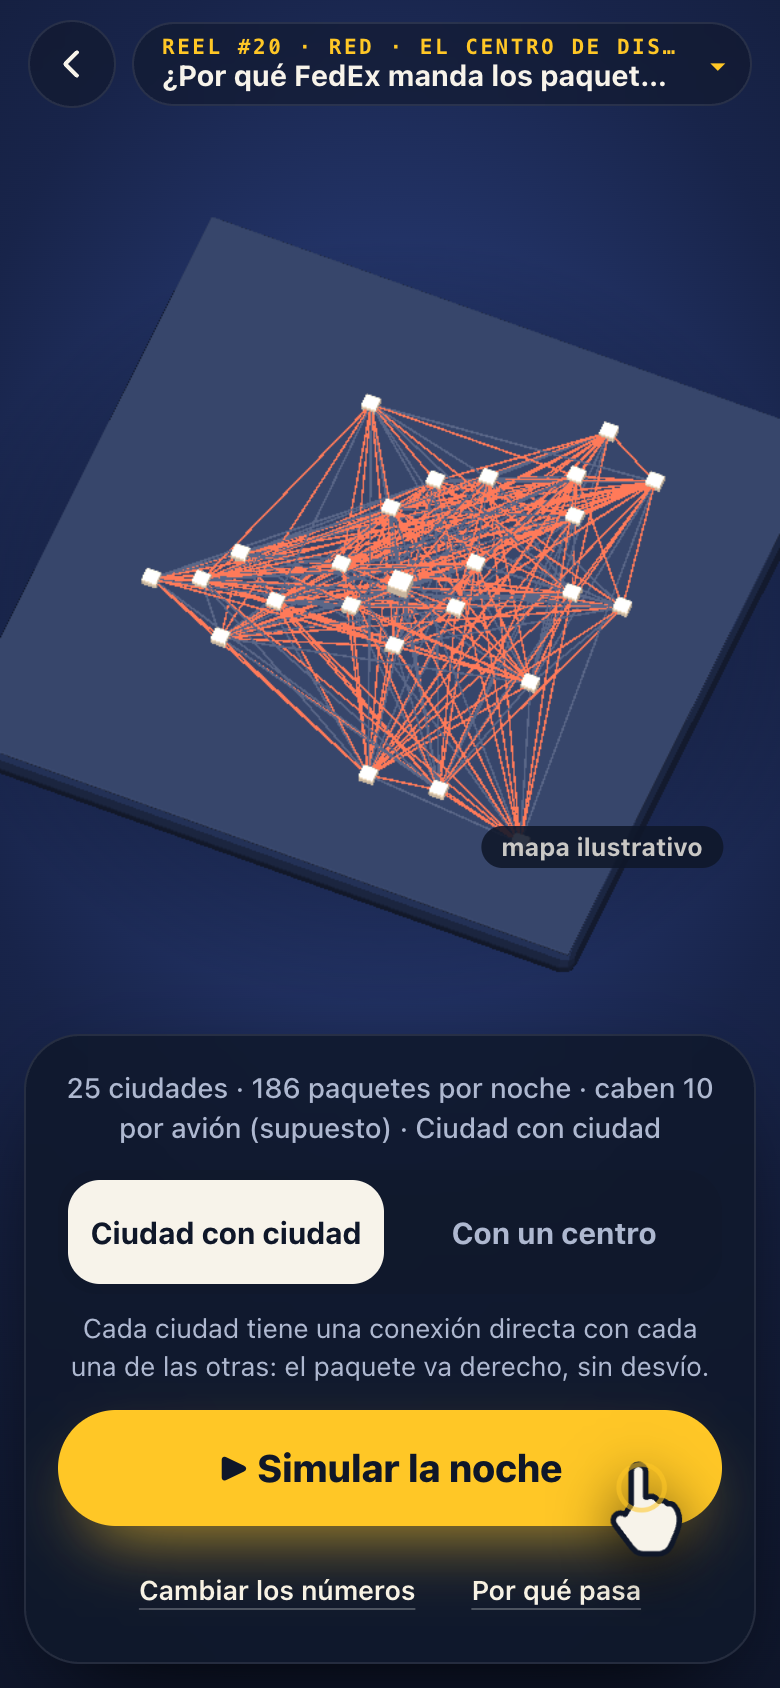 REEL #20 · RED · EL CENTRO DE DIS…
¿Por qué FedEx manda los paquet…
mapa ilustrativo
25 ciudades · 186 paquetes por noche · caben 10
por avión (supuesto) · Ciudad con ciudad
Ciudad con ciudad
Con un centro
Cada ciudad tiene una conexión directa con cada
una de las otras: el paquete va derecho, sin desvío.
Simular la noche
Cambiar los números
Por qué pasa